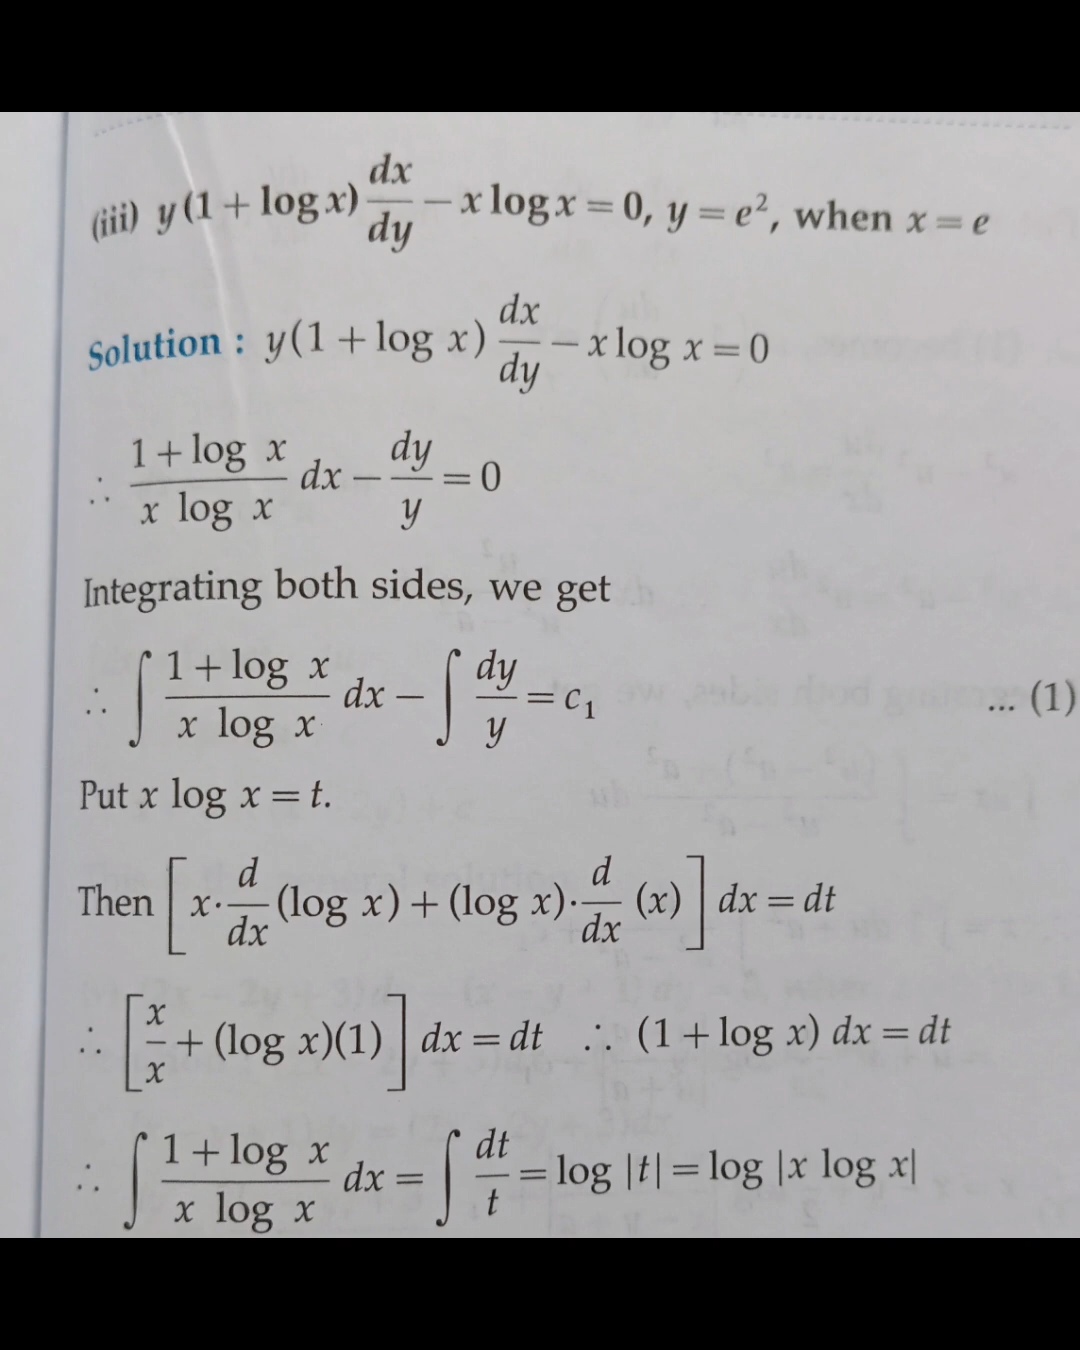 (iii) y(1 + log x) dx/dy − x log x = 0, y = e², when x = e
Solution : y(1 + log x) dx/dy − x log x = 0
∴ (1 + log x)/(x log x) dx − dy/y = 0
Integrating both sides, we get
∴ ∫ (1 + log x)/(x log x) dx − ∫ dy/y = c₁ ... (1)
Put x log x = t.
Then [x · d/dx (log x) + (log x) · d/dx (x)] dx = dt
∴ [x/x + (log x)(1)] dx = dt ∴ (1 + log x) dx = dt
∴ ∫ (1 + log x)/(x log x) dx = ∫ dt/t = log |t| = log |x log x|